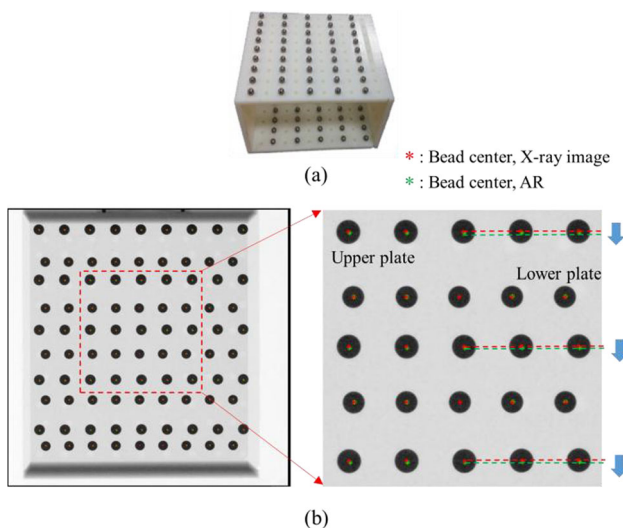 (a)
* : Bead center, X-ray image
* : Bead center, AR
Upper plate
Lower plate
(b)